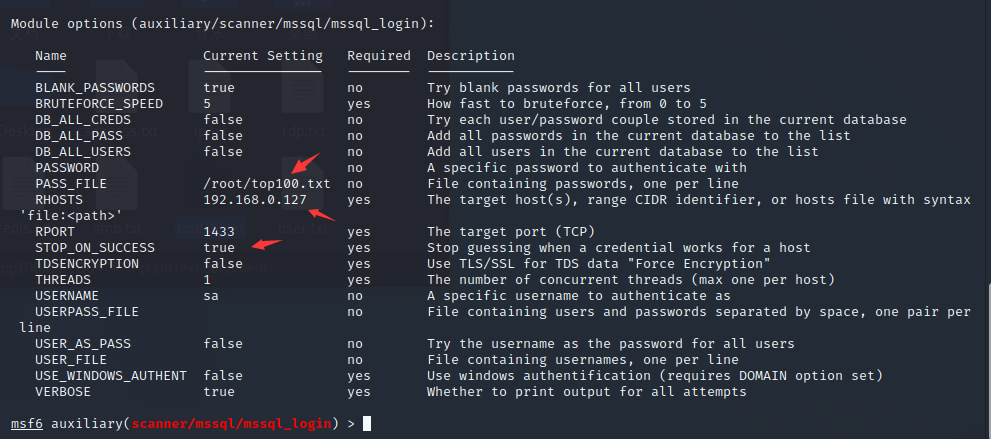 Module options (auxiliary/scanner/mssql/mssql_login):
Name Current Setting Required Description
BLANK_PASSWORDS true no Try blank passwords for all users
BRUTEFORCE_SPEED 5 yes How fast to bruteforce, from 0 to 5
DB_ALL_CREDS false no Try each user/password couple stored in the current database
DB_ALL_PASS false no Add all passwords in the current database to the list
DB_ALL_USERS false no Add all users in the current database to the list
PASSWORD no A specific password to authenticate with
PASS_FILE /root/top100.txt no File containing passwords, one per line
RHOSTS 192.168.0.127 yes The target host(s), range CIDR identifier, or hosts file with syntax
'file:<path>'
RPORT 1433 yes The target port (TCP)
STOP_ON_SUCCESS true yes Stop guessing when a credential works for a host
TDSENCRYPTION false yes Use TLS/SSL for TDS data "Force Encryption"
THREADS 1 yes The number of concurrent threads (max one per host)
USERNAME sa no A specific username to authenticate as
USERPASS_FILE no File containing users and passwords separated by space, one pair per
line
USER_AS_PASS false no Try the username as the password for all users
USER_FILE no File containing usernames, one per line
USE_WINDOWS_AUTHENT false yes Use windows authentification (requires DOMAIN option set)
VERBOSE true yes Whether to print output for all attempts
msf6 auxiliary(scanner/mssql/mssql_login) >